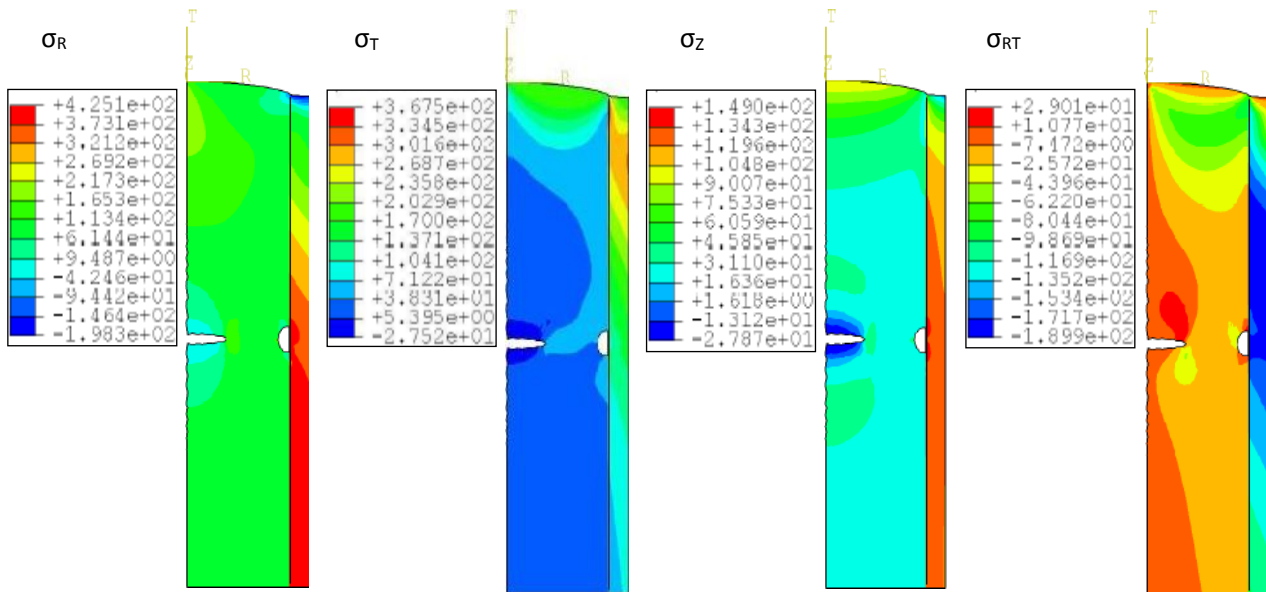 σR
T
Z
R
+4.251e+02
+3.731e+02
+3.212e+02
+2.692e+02
+2.173e+02
+1.653e+02
+1.134e+02
+6.144e+01
+9.487e+00
-4.246e+01
-9.442e+01
-1.464e+02
-1.983e+02
σT
T
Z
R
+3.675e+02
+3.345e+02
+3.016e+02
+2.687e+02
+2.358e+02
+2.029e+02
+1.700e+02
+1.371e+02
+1.041e+02
+7.122e+01
+3.831e+01
+5.395e+00
-2.752e+01
σZ
T
Z
R
+1.490e+02
+1.343e+02
+1.196e+02
+1.048e+02
+9.007e+01
+7.533e+01
+6.059e+01
+4.585e+01
+3.110e+01
+1.636e+01
+1.618e+00
-1.312e+01
-2.787e+01
σRT
T
Z
R
+2.901e+01
+1.077e+01
-7.472e+00
-2.572e+01
-4.396e+01
-6.220e+01
-8.044e+01
-9.869e+01
-1.169e+02
-1.352e+02
-1.534e+02
-1.717e+02
-1.899e+02